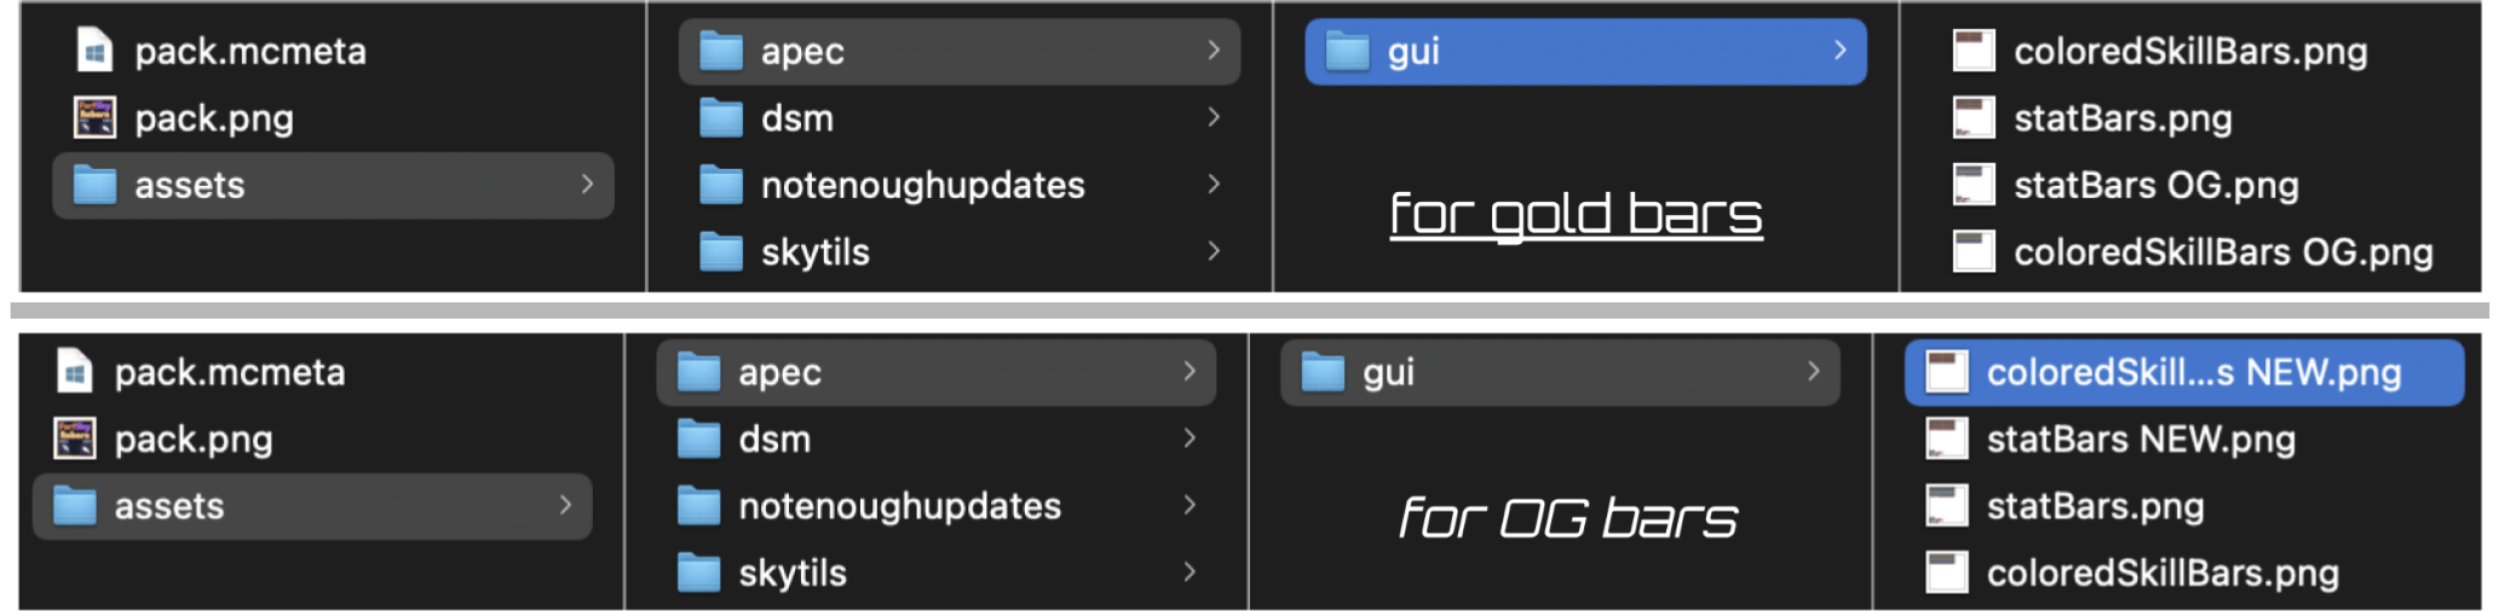 pack.mcmeta
pack.png
assets
apec
dsm
notenoughupdates
skytils
gui
for gold bars
coloredSkillBars.png
statBars.png
statBars OG.png
coloredSkillBars OG.png
pack.mcmeta
pack.png
assets
apec
dsm
notenoughupdates
skytils
gui
for OG bars
coloredSkill...s NEW.png
statBars NEW.png
statBars.png
coloredSkillBars.png